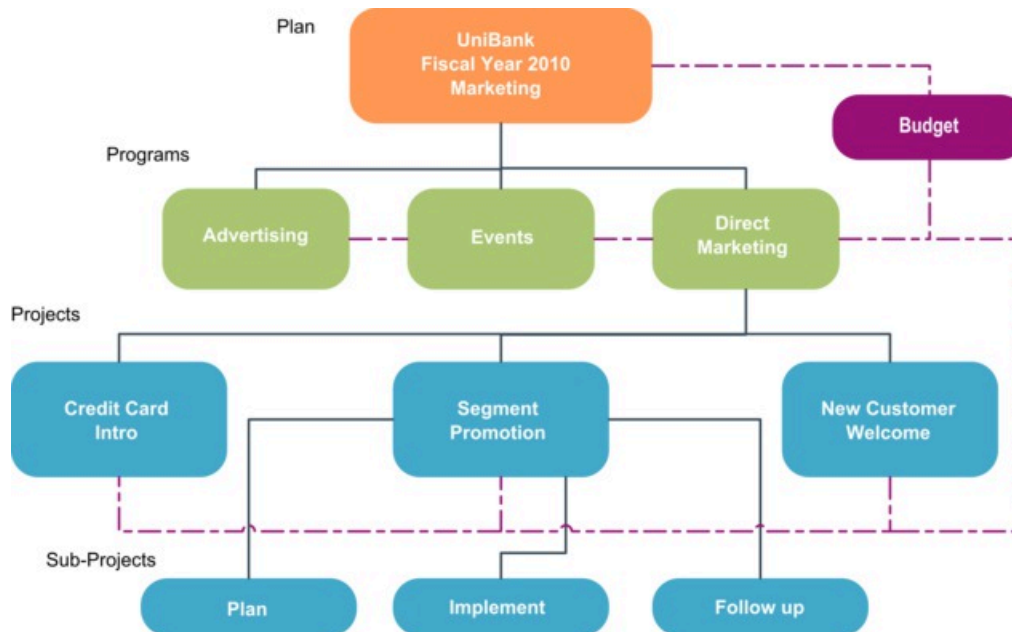 Plan
UniBank
Fiscal Year 2010
Marketing
Budget
Programs
Advertising
Events
Direct
Marketing
Projects
Credit Card
Intro
Segment
Promotion
New Customer
Welcome
Sub-Projects
Plan
Implement
Follow up